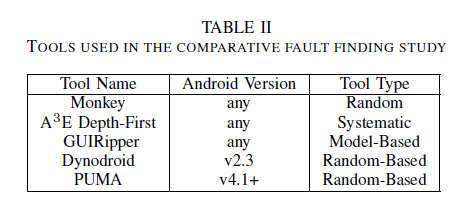 TABLE II
TOOLS USED IN THE COMPARATIVE FAULT FINDING STUDY
Tool Name Android Version Tool Type
Monkey any Random
A³E Depth-First any Systematic
GUIRipper any Model-Based
Dynodroid v2.3 Random-Based
PUMA v4.1+ Random-Based